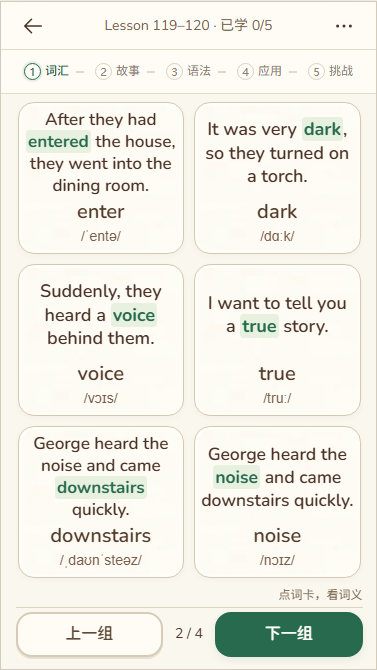 Lesson 119–120 · 已学 0/5
1 词汇 – 2 故事 – 3 语法 – 4 应用 – 5 挑战
After they had
entered the house,
they went into the
dining room.
enter
/ˈentə/
It was very dark,
so they turned on
a torch.
dark
/dɑːk/
Suddenly, they
heard a voice
behind them.
voice
/vɔɪs/
I want to tell you
a true story.
true
/truː/
George heard the
noise and came
downstairs
quickly.
downstairs
/ˌdaʊnˈsteəz/
George heard the
noise and came
downstairs quickly.
noise
/nɔɪz/
点词卡，看词义
上一组
2 / 4
下一组